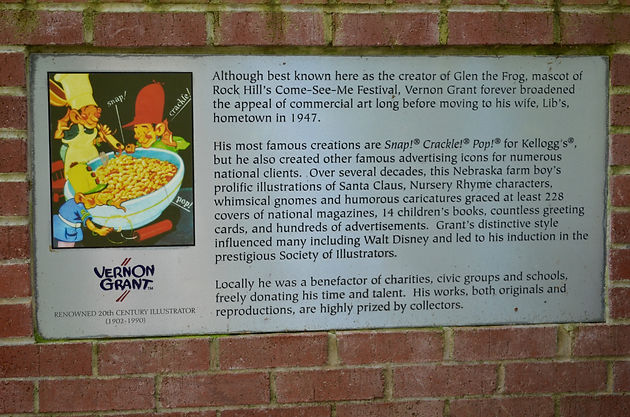 snap!
crackle!
pop!
VERNON
GRANT™
RENOWNED 20th CENTURY ILLUSTRATOR
(1902-1990)
Although best known here as the creator of Glen the Frog, mascot of
Rock Hill's Come-See-Me Festival, Vernon Grant forever broadened
the appeal of commercial art long before moving to his wife, Lib's,
hometown in 1947.
His most famous creations are Snap!® Crackle!® Pop!® for Kellogg's®,
but he also created other famous advertising icons for numerous
national clients. Over several decades, this Nebraska farm boy's
prolific illustrations of Santa Claus, Nursery Rhyme characters,
whimsical gnomes and humorous caricatures graced at least 228
covers of national magazines, 14 children's books, countless greeting
cards, and hundreds of advertisements. Grant's distinctive style
influenced many including Walt Disney and led to his induction in the
prestigious Society of Illustrators.
Locally he was a benefactor of charities, civic groups and schools,
freely donating his time and talent. His works, both originals and
reproductions, are highly prized by collectors.